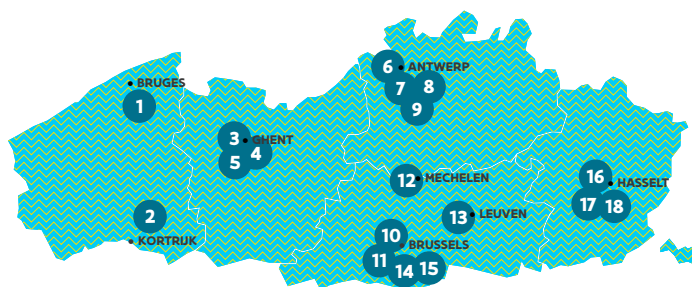 6
ANTWERP
7
8
9
BRUGES
1
3
GHENT
4
5
12
MECHELEN
16
HASSELT
17
18
2
KORTRIJK
13
LEUVEN
10
BRUSSELS
11
14
15